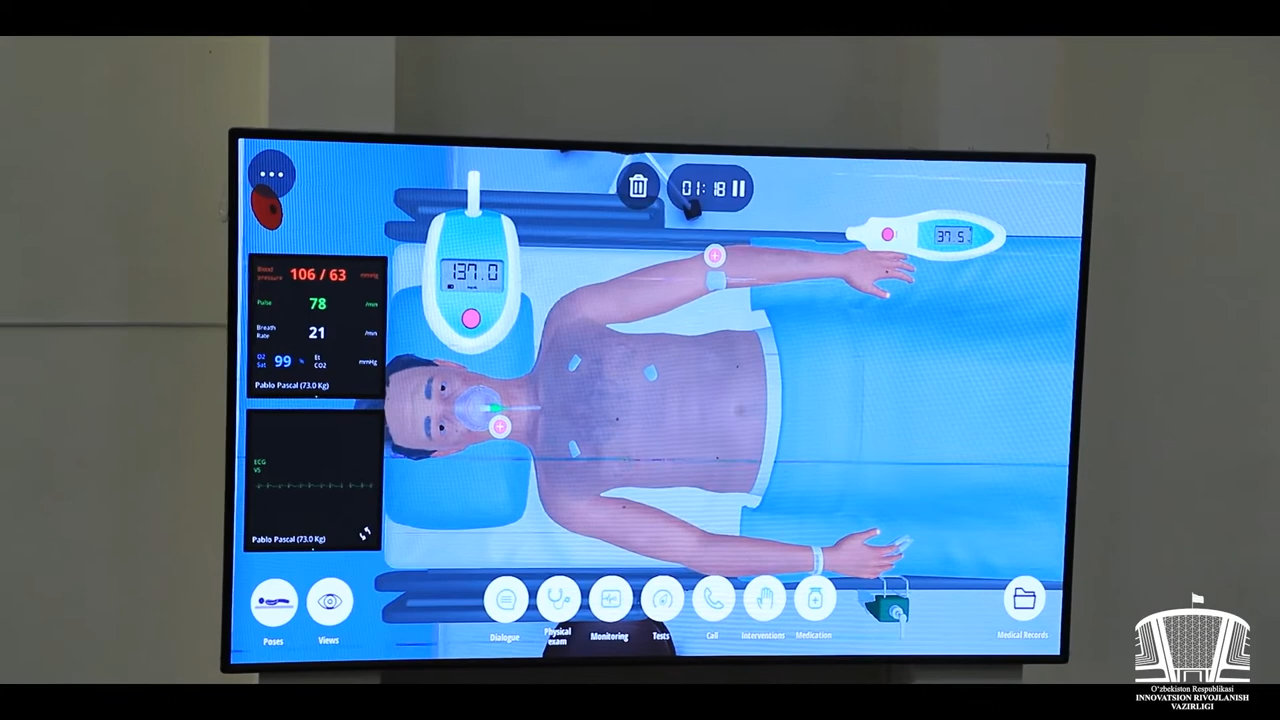 01:18
37.5
137.0
Blood pressure 106 / 63 mmHg
Pulse 78 /min
Breath Rate 21 /min
O2 Sat 99 % Et CO2 mmHg
Pablo Pascal (73.0 Kg)
ECG
V5
Pablo Pascal (73.0 Kg)
Poses
Views
Dialogue
Physical exam
Monitoring
Tests
Call
Interventions
Medication
Medical Records
O'zbekiston Respublikasi
INNOVATSION RIVOJLANISH
VAZIRLIGI